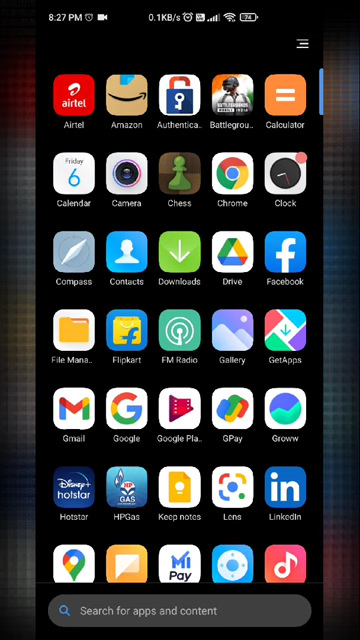 8:27 PM
0.1KB/s
74
airtel
BATTLEGROUNDS
Airtel Amazon Authentica.. Battlegrou.. Calculator
Friday
6
Calendar Camera Chess Chrome Clock
Compass Contacts Downloads Drive Facebook
File Mana.. Flipkart FM Radio Gallery GetApps
Gmail Google Google Pla.. GPay Groww
Disney+
hotstar
HP
GAS
in
Hotstar HPGas Keep notes Lens LinkedIn
Mi
Pay
Search for apps and content